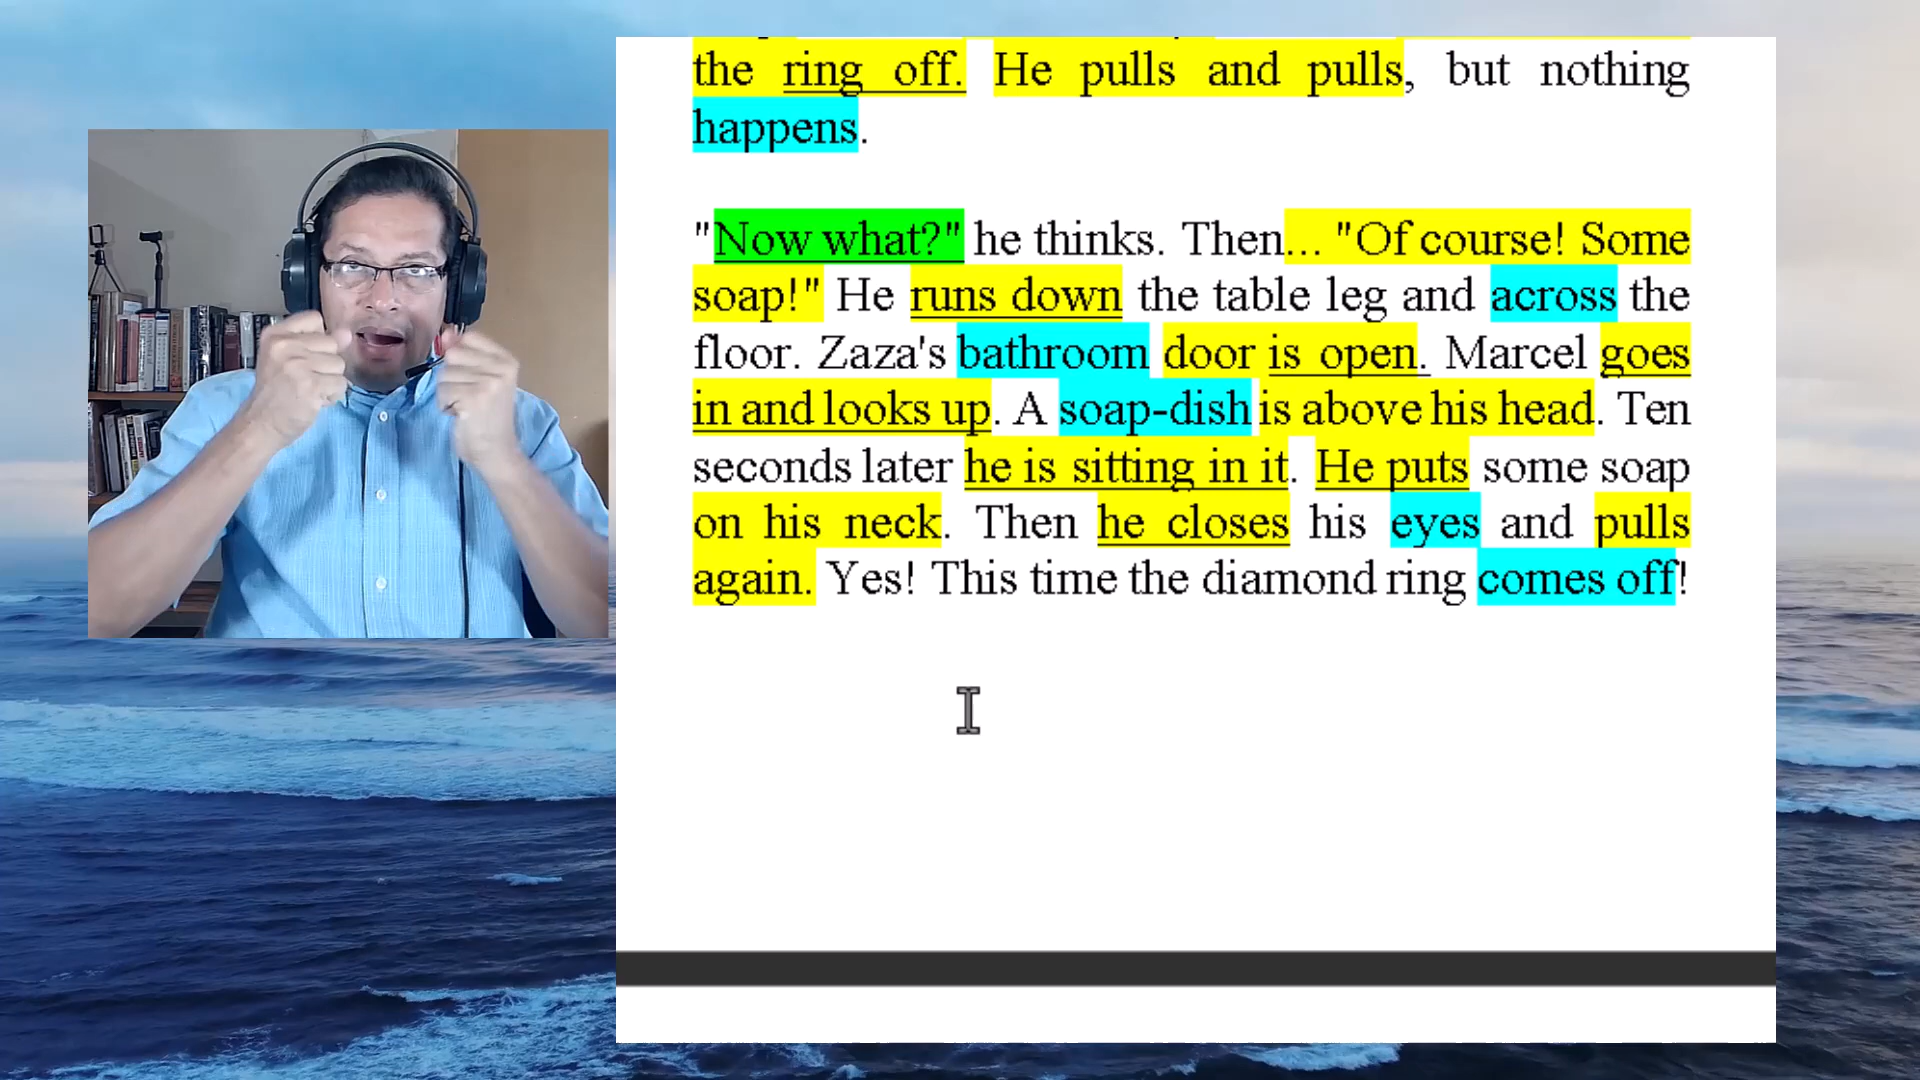 the ring off. He pulls and pulls, but nothing
happens.
"Now what?" he thinks. Then... "Of course! Some
soap!" He runs down the table leg and across the
floor. Zaza's bathroom door is open. Marcel goes
in and looks up. A soap-dish is above his head. Ten
seconds later he is sitting in it. He puts some soap
on his neck. Then he closes his eyes and pulls
again. Yes! This time the diamond ring comes off!